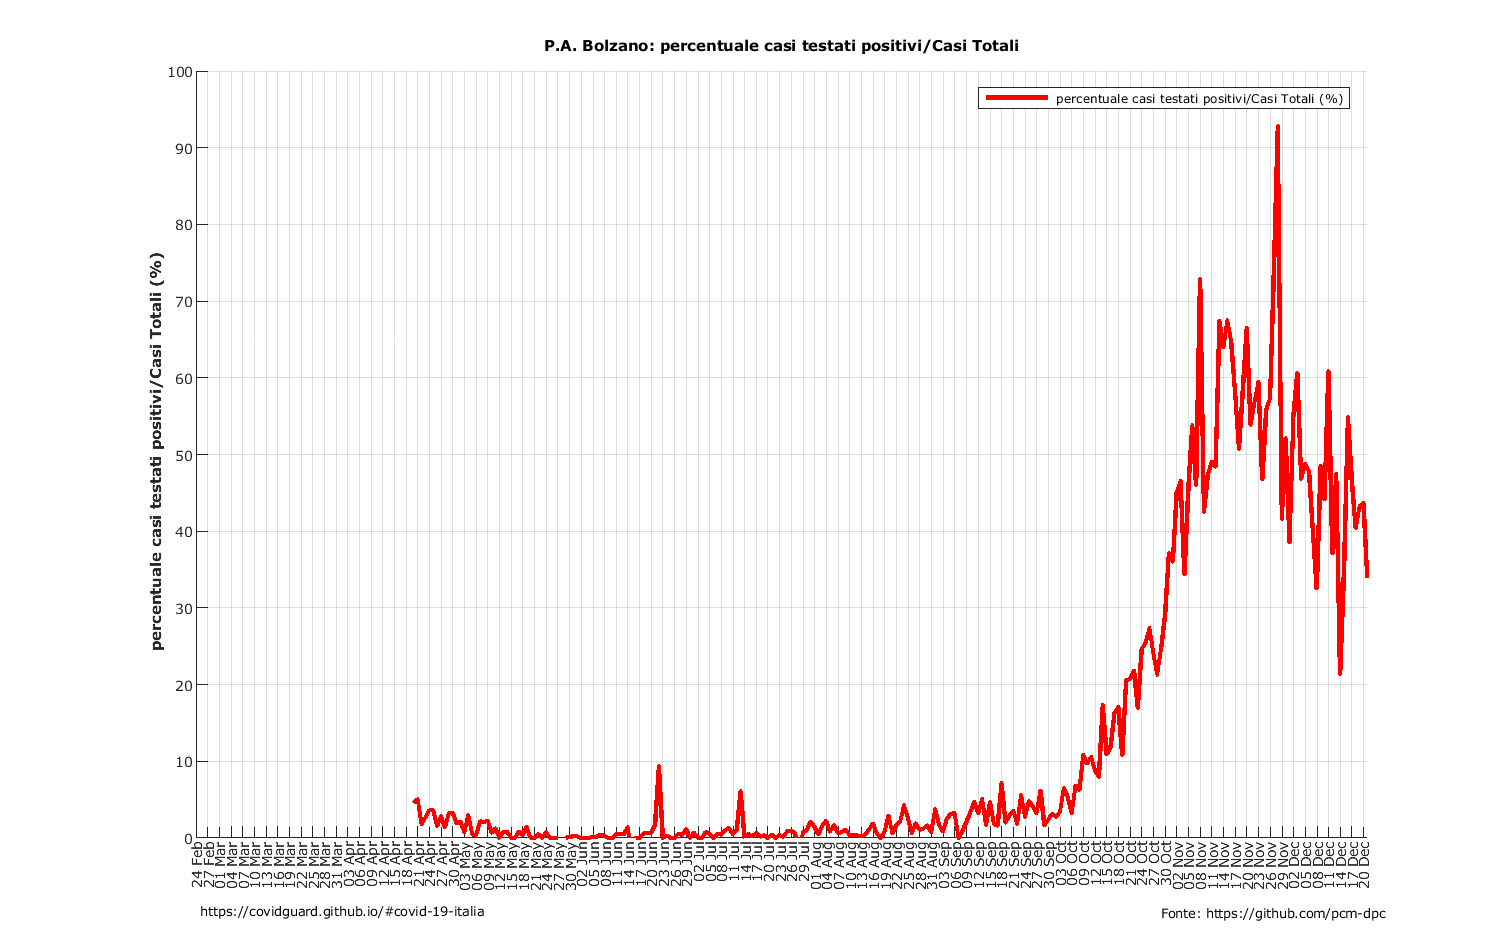 P.A. Bolzano: percentuale casi testati positivi/Casi Totali
percentuale casi testati positivi/Casi Totali (%)
percentuale casi testati positivi/Casi Totali (%)
100
90
80
70
60
50
40
30
20
10
0
24 Feb
27 Feb
01 Mar
04 Mar
07 Mar
10 Mar
13 Mar
16 Mar
19 Mar
22 Mar
25 Mar
28 Mar
31 Mar
03 Apr
06 Apr
09 Apr
12 Apr
15 Apr
18 Apr
21 Apr
24 Apr
27 Apr
30 Apr
03 May
06 May
09 May
12 May
15 May
18 May
21 May
24 May
27 May
30 May
02 Jun
05 Jun
08 Jun
11 Jun
14 Jun
17 Jun
20 Jun
23 Jun
26 Jun
29 Jun
02 Jul
05 Jul
08 Jul
11 Jul
14 Jul
17 Jul
20 Jul
23 Jul
26 Jul
29 Jul
01 Aug
04 Aug
07 Aug
10 Aug
13 Aug
16 Aug
19 Aug
22 Aug
25 Aug
28 Aug
31 Aug
03 Sep
06 Sep
09 Sep
12 Sep
15 Sep
18 Sep
21 Sep
24 Sep
27 Sep
30 Sep
03 Oct
06 Oct
09 Oct
12 Oct
15 Oct
18 Oct
21 Oct
24 Oct
27 Oct
30 Oct
02 Nov
05 Nov
08 Nov
11 Nov
14 Nov
17 Nov
20 Nov
23 Nov
26 Nov
29 Nov
02 Dec
05 Dec
08 Dec
11 Dec
14 Dec
17 Dec
20 Dec
https://covidguard.github.io/#covid-19-italia
Fonte: https://github.com/pcm-dpc